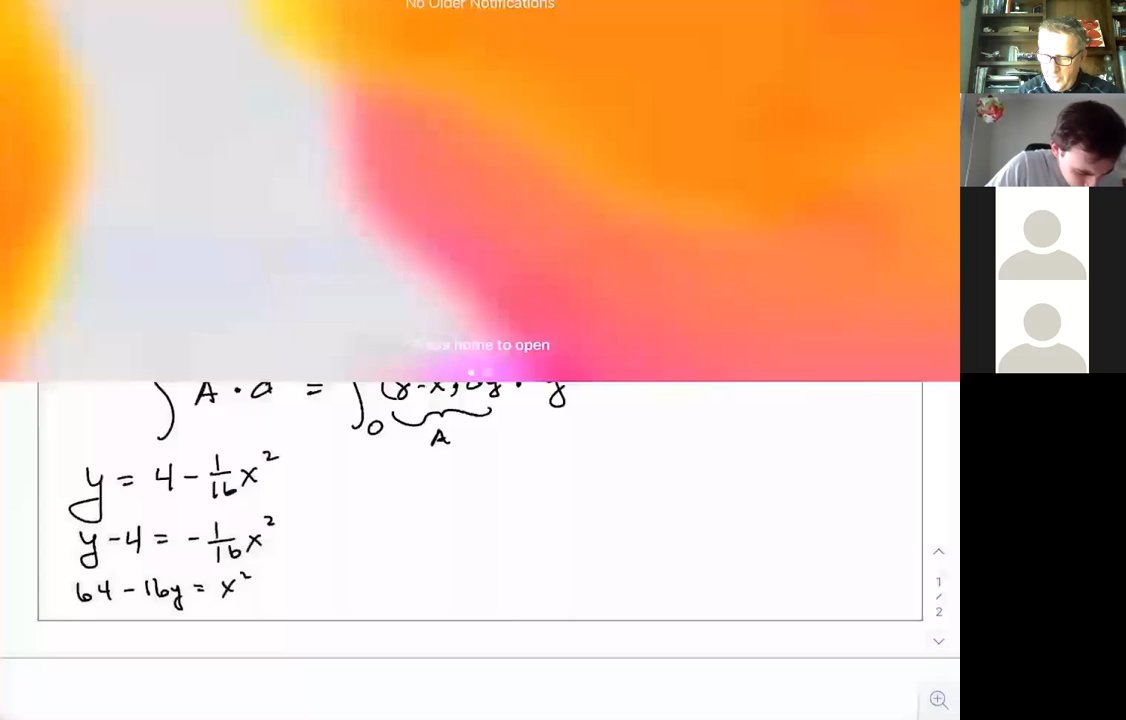 No Older Notifications
home to open
A · d =
0
A
y = 4 - 1/16 x²
y - 4 = - 1/16 x²
64 - 16y = x²
1
/
2